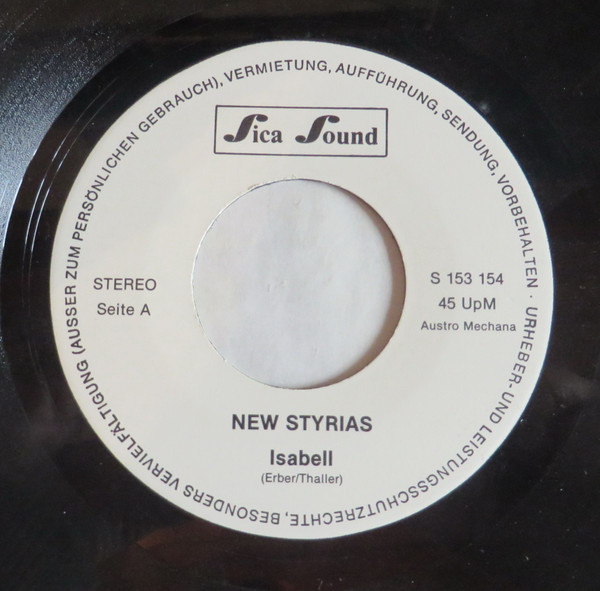 Sica Sound
STEREO
Seite A
S 153 154
45 UpM
Austro Mechana
NEW STYRIAS
Isabell
(Erber/Thaller)
URHEBER- UND LEISTUNGSSCHUTZRECHTE, BESONDERS VERVIELFÄLTIGUNG (AUSSER ZUM PERSÖNLICHEN GEBRAUCH), VERMIETUNG, AUFFÜHRUNG, SENDUNG, VORBEHALTEN ·